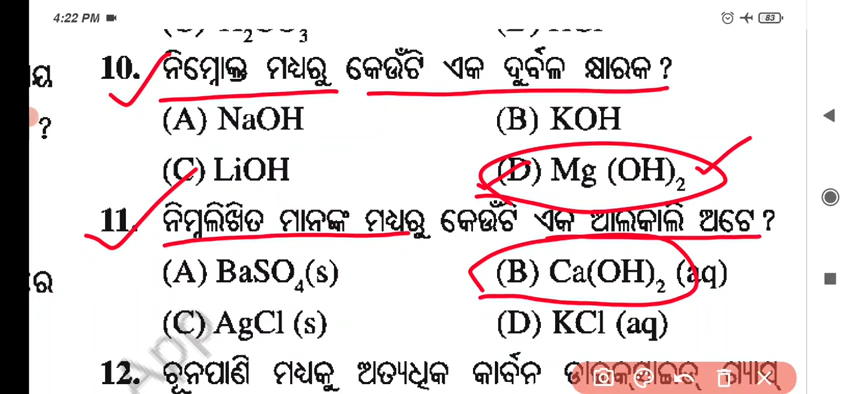 4:22 PM
83
10. ନିମ୍ନୋକ୍ତ ମଧ୍ୟରୁ କେଉଁଟି ଏକ ଦୁର୍ବଳ କ୍ଷାରକ ?
?
(A) NaOH (B) KOH
(C) LiOH (D) Mg (OH)₂
11. ନିମ୍ନଲିଖିତ ମାନଙ୍କ ମଧ୍ୟରୁ କେଉଁଟି ଏକ ଆଲକାଲି ଅଟେ ?
(A) BaSO₄(s) (B) Ca(OH)₂ (aq)
(C) AgCl (s) (D) KCl (aq)
App
12. ଚୂନପାଣି ମଧ୍ୟକୁ ଅତ୍ୟଧିକ କାର୍ବନ